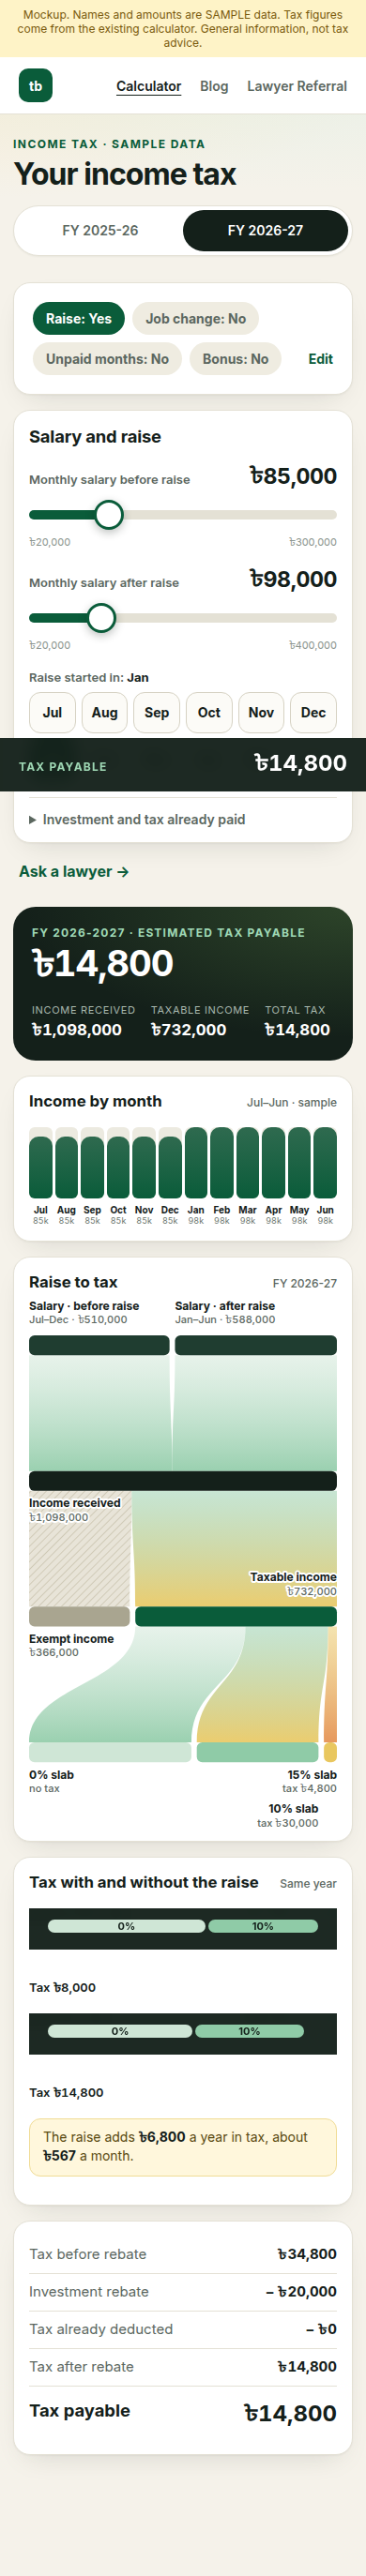 Mockup. Names and amounts are SAMPLE data. Tax figures
come from the existing calculator. General information, not tax
advice.
tb
Calculator
Blog
Lawyer Referral
INCOME TAX · SAMPLE DATA
Your income tax
FY 2025-26
FY 2026-27
Raise: Yes
Job change: No
Unpaid months: No
Bonus: No
Edit
Salary and raise
Monthly salary before raise
৳85,000
৳20,000
৳300,000
Monthly salary after raise
৳98,000
৳20,000
৳400,000
Raise started in: Jan
Jul
Aug
Sep
Oct
Nov
Dec
TAX PAYABLE
৳14,800
▶ Investment and tax already paid
Ask a lawyer →
FY 2026-2027 · ESTIMATED TAX PAYABLE
৳14,800
INCOME RECEIVED
TAXABLE INCOME
TOTAL TAX
৳1,098,000
৳732,000
৳14,800
Income by month
Jul–Jun · sample
Jul Aug Sep Oct Nov Dec Jan Feb Mar Apr May Jun
85k 85k 85k 85k 85k 85k 98k 98k 98k 98k 98k 98k
Raise to tax
FY 2026-27
Salary · before raise
Salary · after raise
Jul–Dec · ৳510,000
Jan–Jun · ৳588,000
Income received
৳1,098,000
Taxable income
৳732,000
Exempt income
৳366,000
0% slab
no tax
15% slab
tax ৳4,800
10% slab
tax ৳30,000
Tax with and without the raise
Same year
0%
10%
Tax ৳8,000
0%
10%
Tax ৳14,800
The raise adds ৳6,800 a year in tax, about
৳567 a month.
Tax before rebate
৳34,800
Investment rebate
− ৳20,000
Tax already deducted
− ৳0
Tax after rebate
৳14,800
Tax payable
৳14,800